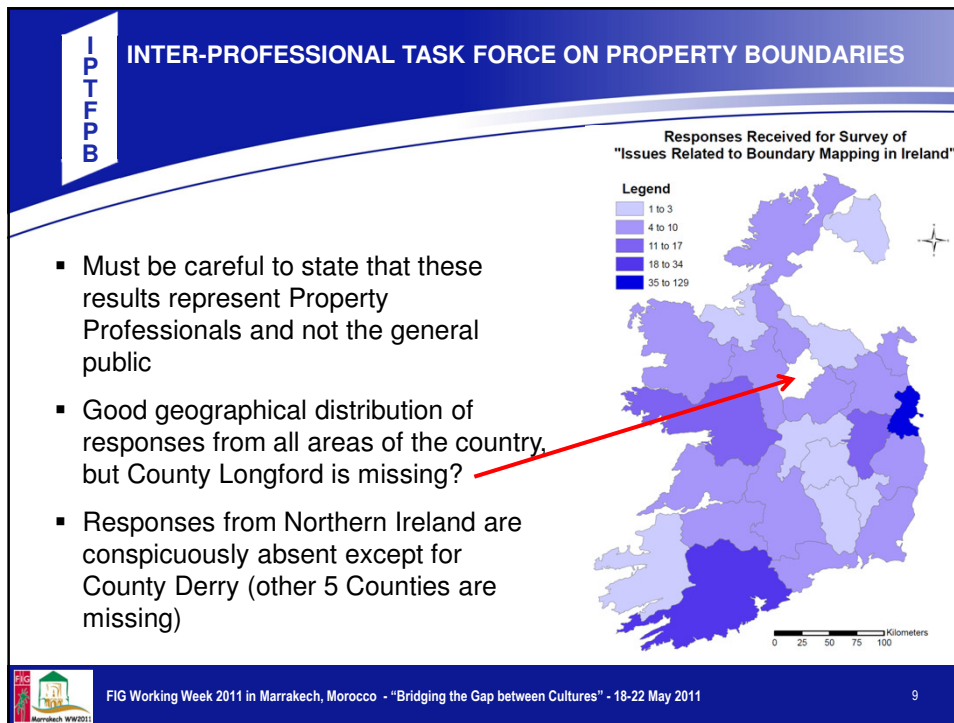 I
P
T
F
P
B
INTER-PROFESSIONAL TASK FORCE ON PROPERTY BOUNDARIES
Responses Received for Survey of
"Issues Related to Boundary Mapping in Ireland"
Legend
1 to 3
4 to 10
11 to 17
18 to 34
35 to 129
▪ Must be careful to state that these
results represent Property
Professionals and not the general
public
▪ Good geographical distribution of
responses from all areas of the country,
but County Longford is missing?
▪ Responses from Northern Ireland are
conspicuously absent except for
County Derry (other 5 Counties are
missing)
Kilometers
0 25 50 75 100
FIG
Marrakech WW2011
FIG Working Week 2011 in Marrakech, Morocco - “Bridging the Gap between Cultures” - 18-22 May 2011
9